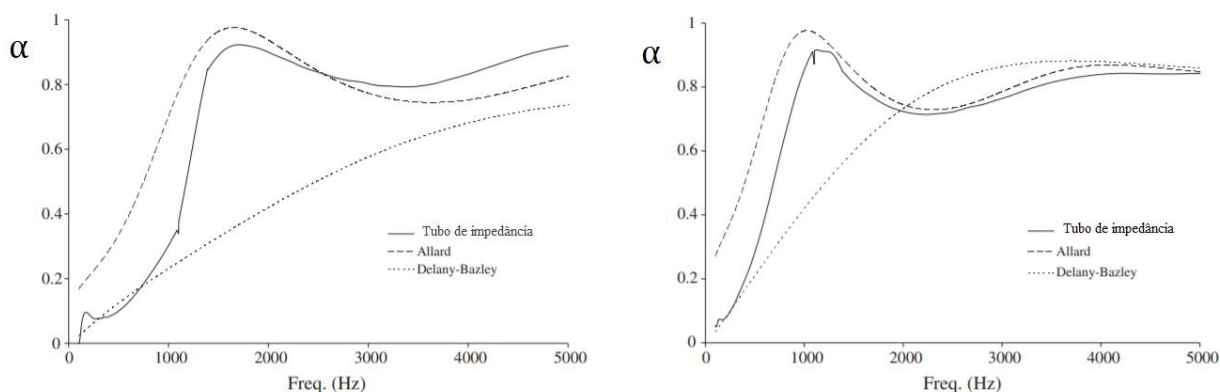 α
1
0.8
0.6
0.4
0.2
0
0 1000 2000 3000 4000 5000
Freq. (Hz)
Tubo de impedância
Allard
Delany-Bazley
α
1
0.8
0.6
0.4
0.2
0
0 1000 2000 3000 4000 5000
Freq. (Hz)
Tubo de impedância
Allard
Delany-Bazley